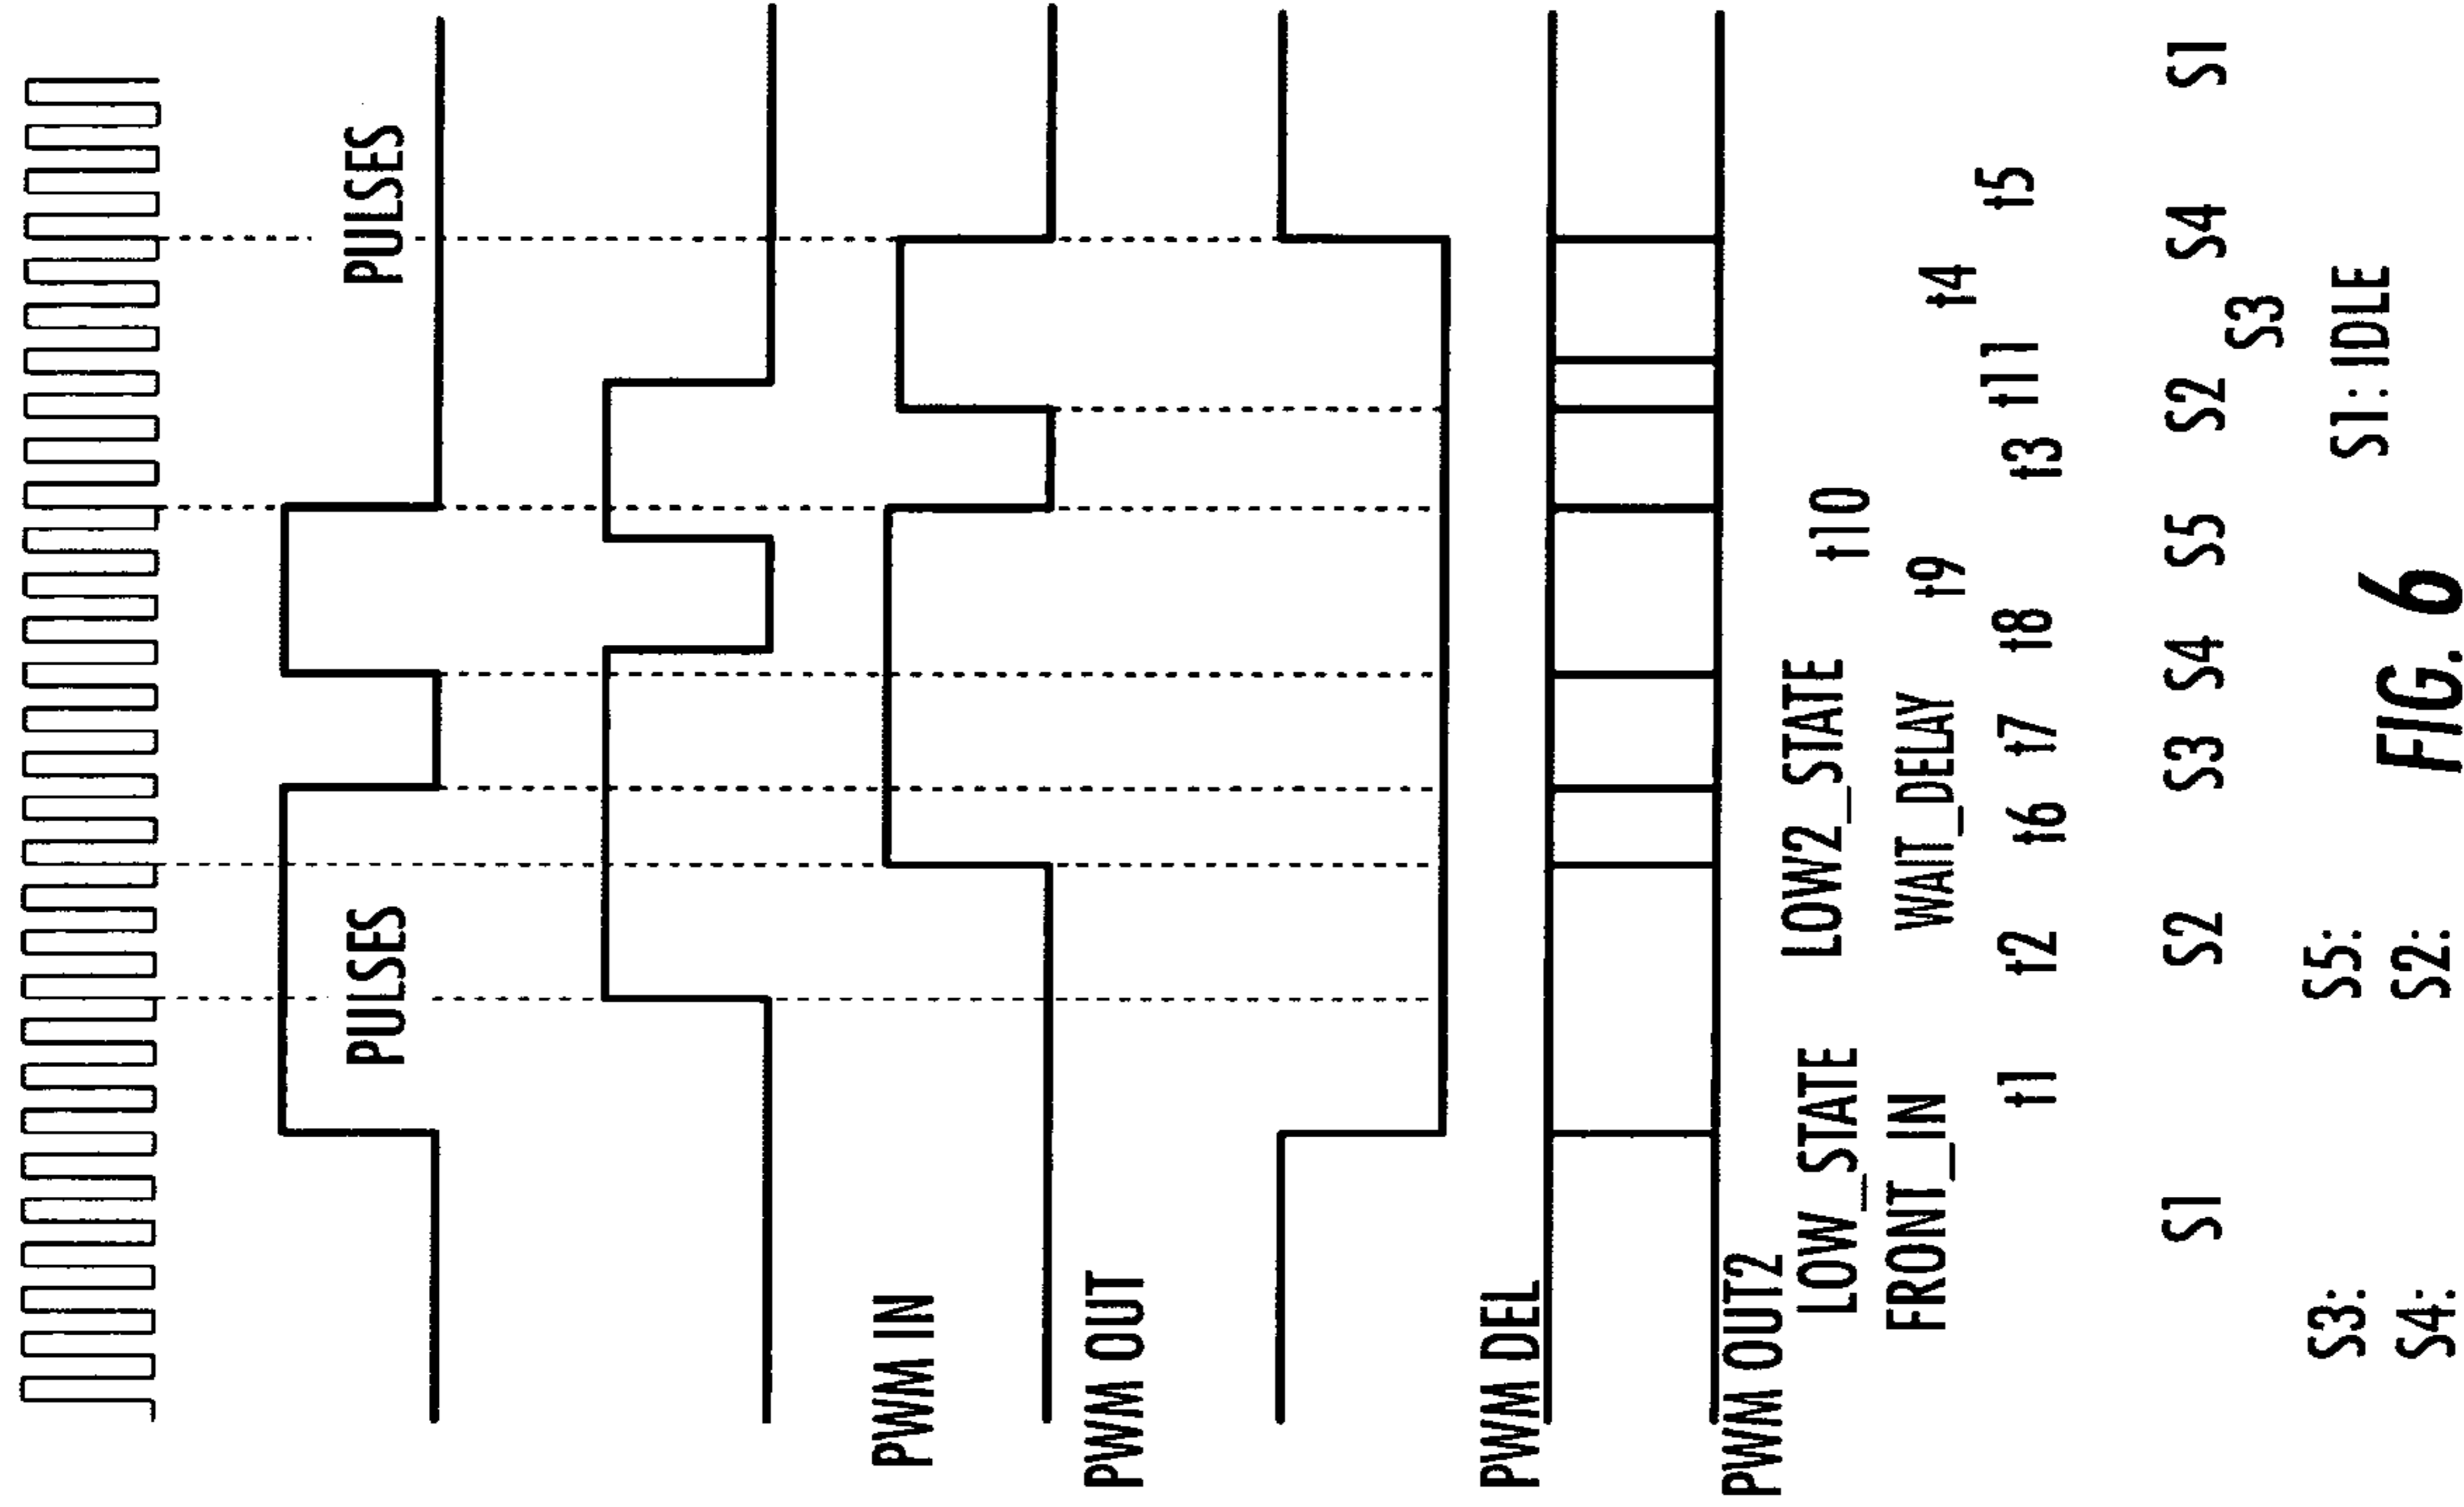 PULSES
PULSES
PWM IN
PWM OUT
PWM DEL
PWM OUT2
LOW2_STATE
t10
LOW_STATE
FRONT_IN
WAIT_DELAY
t9
t4
t1
t2
t6
t7
t8
t3
t11
t5
S1
S2
S3
S4
S5
S2
S3
S4
S1
S3:
S5:
S1: IDLE
S4:
S2:
FIG. 6